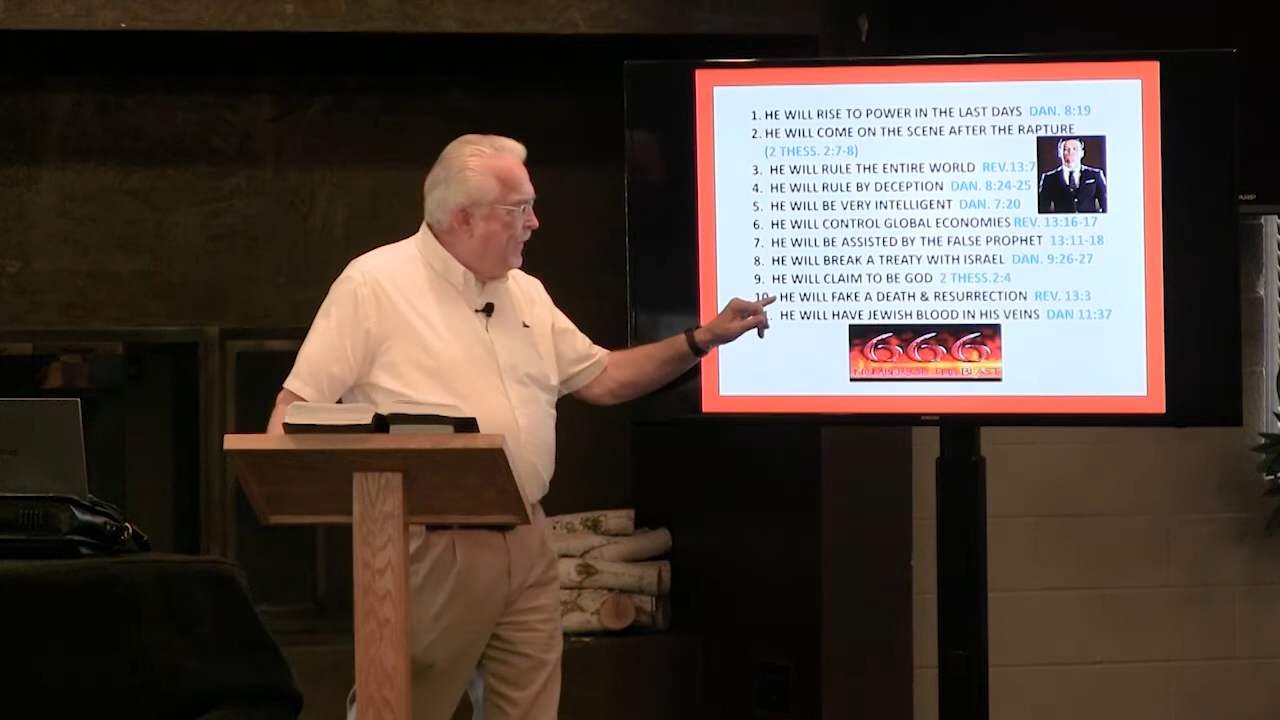 1. HE WILL RISE TO POWER IN THE LAST DAYS DAN. 8:19
2. HE WILL COME ON THE SCENE AFTER THE RAPTURE
(2 THESS. 2:7-8)
3. HE WILL RULE THE ENTIRE WORLD REV.13:7
4. HE WILL RULE BY DECEPTION DAN. 8:24-25
5. HE WILL BE VERY INTELLIGENT DAN. 7:20
6. HE WILL CONTROL GLOBAL ECONOMIES REV. 13:16-17
7. HE WILL BE ASSISTED BY THE FALSE PROPHET 13:11-18
8. HE WILL BREAK A TREATY WITH ISRAEL DAN. 9:26-27
9. HE WILL CLAIM TO BE GOD 2 THESS.2:4
10. HE WILL FAKE A DEATH & RESURRECTION REV. 13:3
. HE WILL HAVE JEWISH BLOOD IN HIS VEINS DAN 11:37
666
NUMBER OF THE BEAST